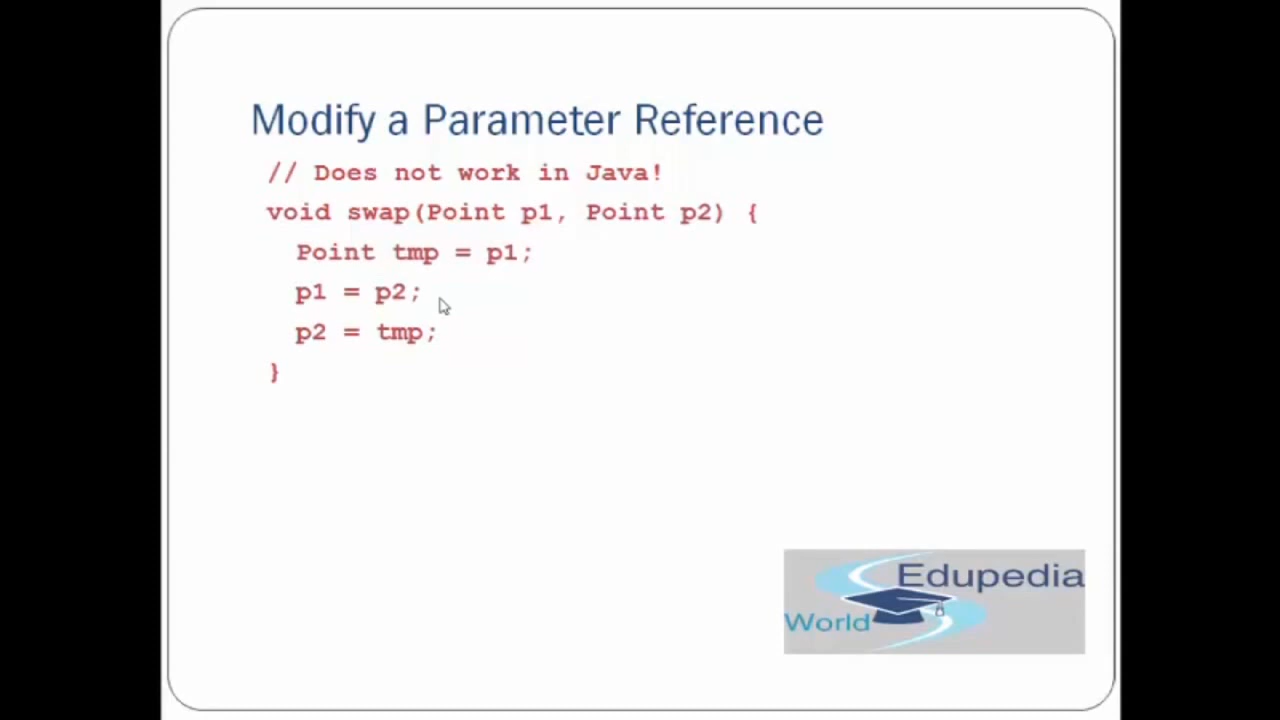 Modify a Parameter Reference
// Does not work in Java!
void swap(Point p1, Point p2) {
Point tmp = p1;
p1 = p2;
p2 = tmp;
}
Edupedia
World